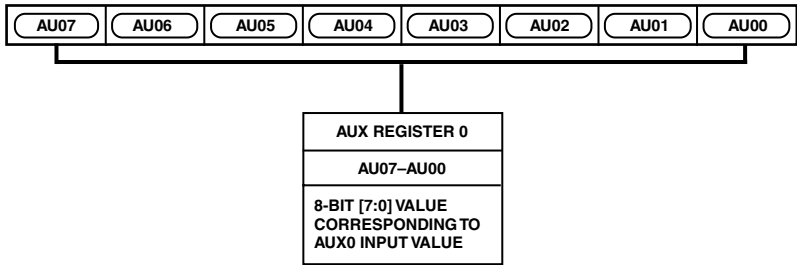 AU07 AU06 AU05 AU04 AU03 AU02 AU01 AU00
AUX REGISTER 0
AU07–AU00
8-BIT [7:0] VALUE
CORRESPONDING TO
AUX0 INPUT VALUE